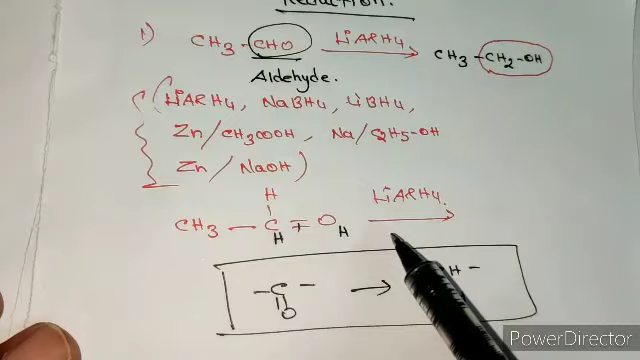 Reduction.
1) CH3 - CHO LiAlH4 → CH3 - CH2 - OH
Aldehyde.
(LiAlH4, NaBH4, LiBH4,
Zn/CH3COOH, Na/C2H5-OH
Zn/NaOH)
H
CH3 — C = O LiAlH4. →
H H
- C - → H -
O
PowerDirector